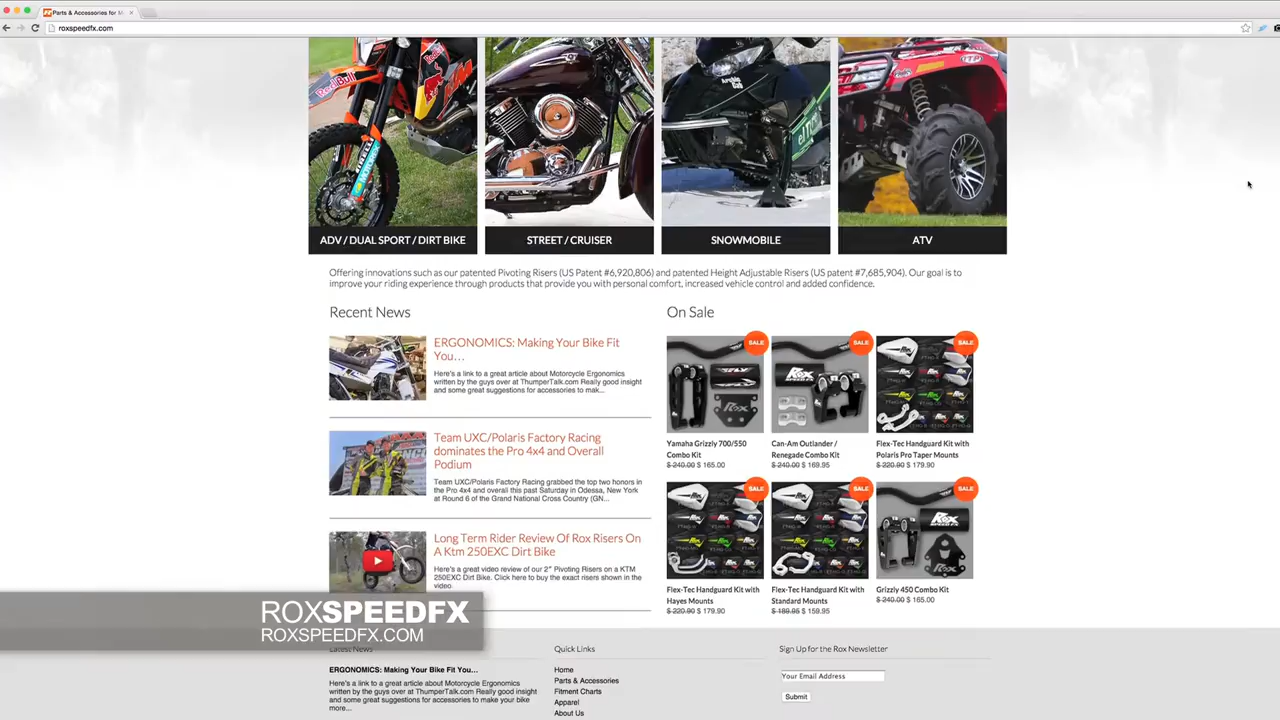 Parts & Accessories for M
roxspeedfx.com
ADV / DUAL SPORT / DIRT BIKE
STREET / CRUISER
SNOWMOBILE
ATV
Offering innovations such as our patented Pivoting Risers (US Patent #6,920,806) and patented Height Adjustable Risers (US patent #7,685,904). Our goal is to
improve your riding experience through products that provide you with personal comfort, increased vehicle control and added confidence.
Recent News
ERGONOMICS: Making Your Bike Fit
You…
Here's a link to a great article about Motorcycle Ergonomics
written by the guys over at ThumperTalk.com Really good insight
and some great suggestions for accessories to mak...
Team UXC/Polaris Factory Racing
dominates the Pro 4x4 and Overall
Podium
Team UXC/Polaris Factory Racing grabbed the top two honors in
the Pro 4x4 and overall this past Saturday in Odessa, New York
at Round 6 of the Grand National Cross Country (GN...
Long Term Rider Review Of Rox Risers On
A Ktm 250EXC Dirt Bike
Here's a great video review of our 2" Pivoting Risers on a KTM
250EXC Dirt Bike. Click here to buy the exact risers shown in the
video
On Sale
SALE
SALE
SALE
Yamaha Grizzly 700/550
Combo Kit
$ 240.00 $ 165.00
Can-Am Outlander /
Renegade Combo Kit
$ 240.00 $ 169.95
Flex-Tec Handguard Kit with
Polaris Pro Taper Mounts
$ 220.90 $ 179.90
SALE
SALE
SALE
Flex-Tec Handguard Kit with
Hayes Mounts
$ 220.90 $ 179.90
Flex-Tec Handguard Kit with
Standard Mounts
$ 189.95 $ 159.95
Grizzly 450 Combo Kit
$ 240.00 $ 165.00
ROXSPEEDFX
ROXSPEEDFX.COM
Latest News
ERGONOMICS: Making Your Bike Fit You…
Here's a link to a great article about Motorcycle Ergonomics
written by the guys over at ThumperTalk.com Really good insight
and some great suggestions for accessories to make your bike
more...
Quick Links
Home
Parts & Accessories
Fitment Charts
Apparel
About Us
Sign Up for the Rox Newsletter
Your Email Address
Submit